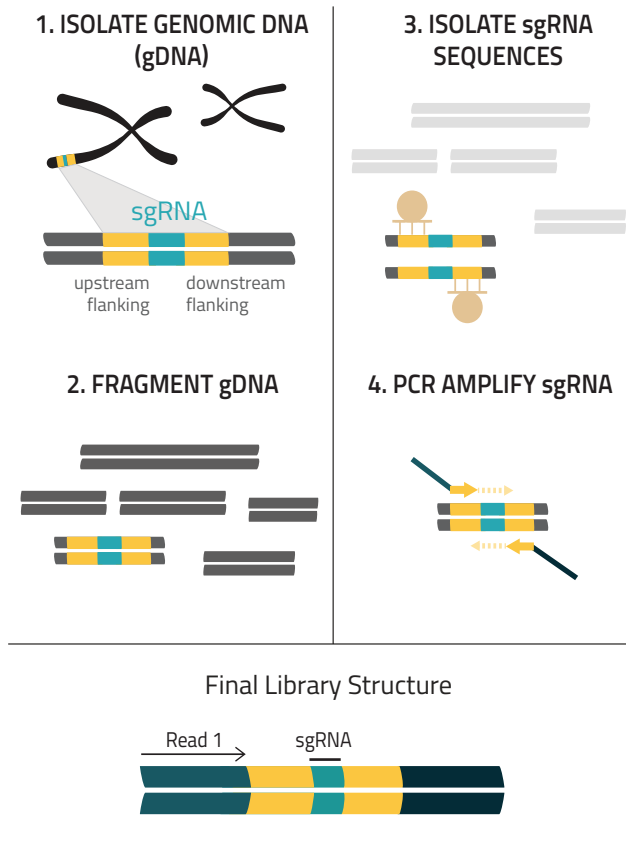 1. ISOLATE GENOMIC DNA
(gDNA)
sgRNA
upstream
flanking
downstream
flanking
2. FRAGMENT gDNA
3. ISOLATE sgRNA
SEQUENCES
4. PCR AMPLIFY sgRNA
Final Library Structure
Read 1
sgRNA